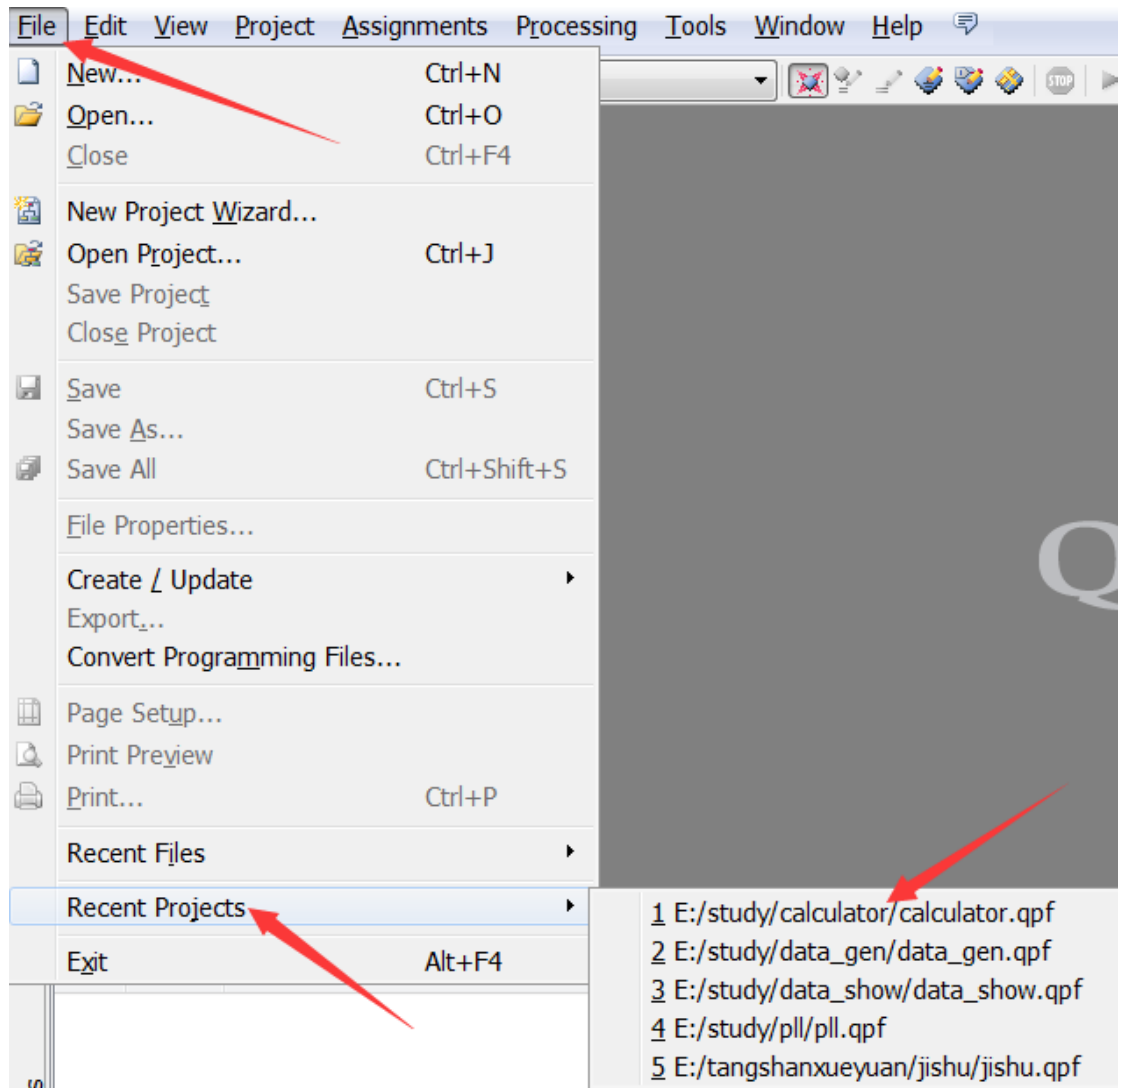 File Edit View Project Assignments Processing Tools Window Help
New... Ctrl+N
Open... Ctrl+O
Close Ctrl+F4
STOP
New Project Wizard...
Open Project... Ctrl+J
Save Project
Close Project
Save Ctrl+S
Save As...
Save All Ctrl+Shift+S
File Properties...
Create / Update
Export...
Convert Programming Files...
Page Setup...
Print Preview
Print... Ctrl+P
Recent Files
Recent Projects
Exit Alt+F4
1 E:/study/calculator/calculator.qpf
2 E:/study/data_gen/data_gen.qpf
3 E:/study/data_show/data_show.qpf
4 E:/study/pll/pll.qpf
5 E:/tangshanxueyuan/jishu/jishu.qpf
Q